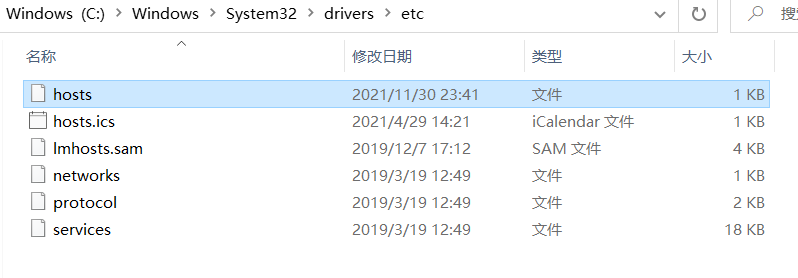 Windows (C:) > Windows > System32 > drivers > etc 搜
名称 修改日期 类型 大小
hosts 2021/11/30 23:41 文件 1 KB
hosts.ics 2021/4/29 14:21 iCalendar 文件 1 KB
lmhosts.sam 2019/12/7 17:12 SAM 文件 4 KB
networks 2019/3/19 12:49 文件 1 KB
protocol 2019/3/19 12:49 文件 2 KB
services 2019/3/19 12:49 文件 18 KB